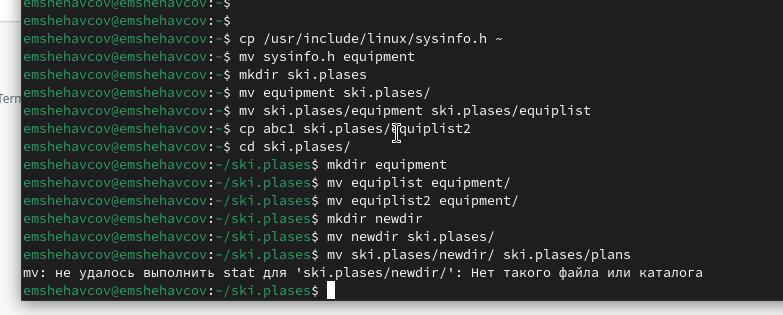 emshehavcov@emshehavcov:~$
emshehavcov@emshehavcov:~$
emshehavcov@emshehavcov:~$ cp /usr/include/linux/sysinfo.h ~
emshehavcov@emshehavcov:~$ mv sysinfo.h equipment
emshehavcov@emshehavcov:~$ mkdir ski.plases
emshehavcov@emshehavcov:~$ mv equipment ski.plases/
emshehavcov@emshehavcov:~$ mv ski.plases/equipment ski.plases/equiplist
Term
emshehavcov@emshehavcov:~$ cp abc1 ski.plases/equiplist2
emshehavcov@emshehavcov:~$ cd ski.plases/
emshehavcov@emshehavcov:~/ski.plases$ mkdir equipment
emshehavcov@emshehavcov:~/ski.plases$ mv equiplist equipment/
emshehavcov@emshehavcov:~/ski.plases$ mv equiplist2 equipment/
emshehavcov@emshehavcov:~/ski.plases$ mkdir newdir
emshehavcov@emshehavcov:~/ski.plases$ mv newdir ski.plases/
emshehavcov@emshehavcov:~/ski.plases$ mv ski.plases/newdir/ ski.plases/plans
mv: не удалось выполнить stat для 'ski.plases/newdir/': Нет такого файла или каталога
emshehavcov@emshehavcov:~/ski.plases$